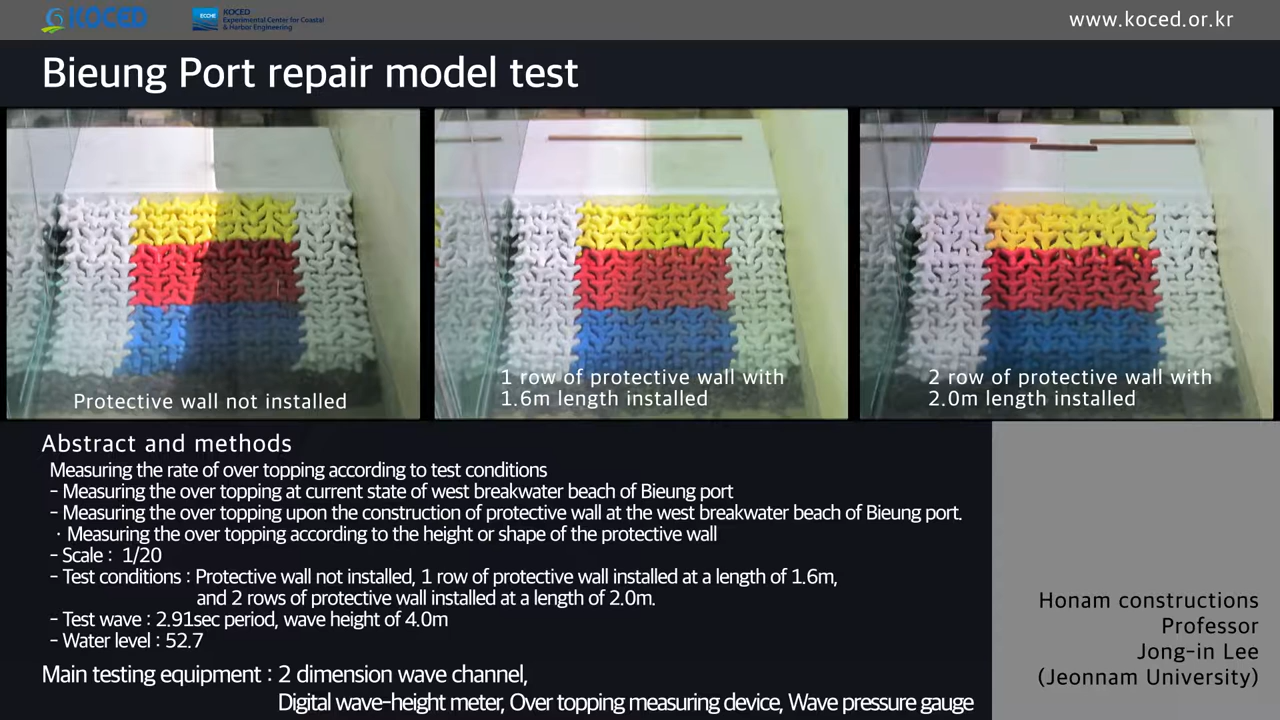 KOCED
ECCHE
KOCED
Experimental Center for Coastal
& Harbor Engineering
www.koced.or.kr
Bieung Port repair model test
Protective wall not installed
1 row of protective wall with
1.6m length installed
2 row of protective wall with
2.0m length installed
Abstract and methods
Measuring the rate of over topping according to test conditions
- Measuring the over topping at current state of west breakwater beach of Bieung port
- Measuring the over topping upon the construction of protective wall at the west breakwater beach of Bieung port.
· Measuring the over topping according to the height or shape of the protective wall
- Scale : 1/20
- Test conditions : Protective wall not installed, 1 row of protective wall installed at a length of 1.6m,
and 2 rows of protective wall installed at a length of 2.0m.
- Test wave : 2.91sec period, wave height of 4.0m
- Water level : 52.7
Main testing equipment : 2 dimension wave channel,
Digital wave-height meter, Over topping measuring device, Wave pressure gauge
Honam constructions
Professor
Jong-in Lee
(Jeonnam University)